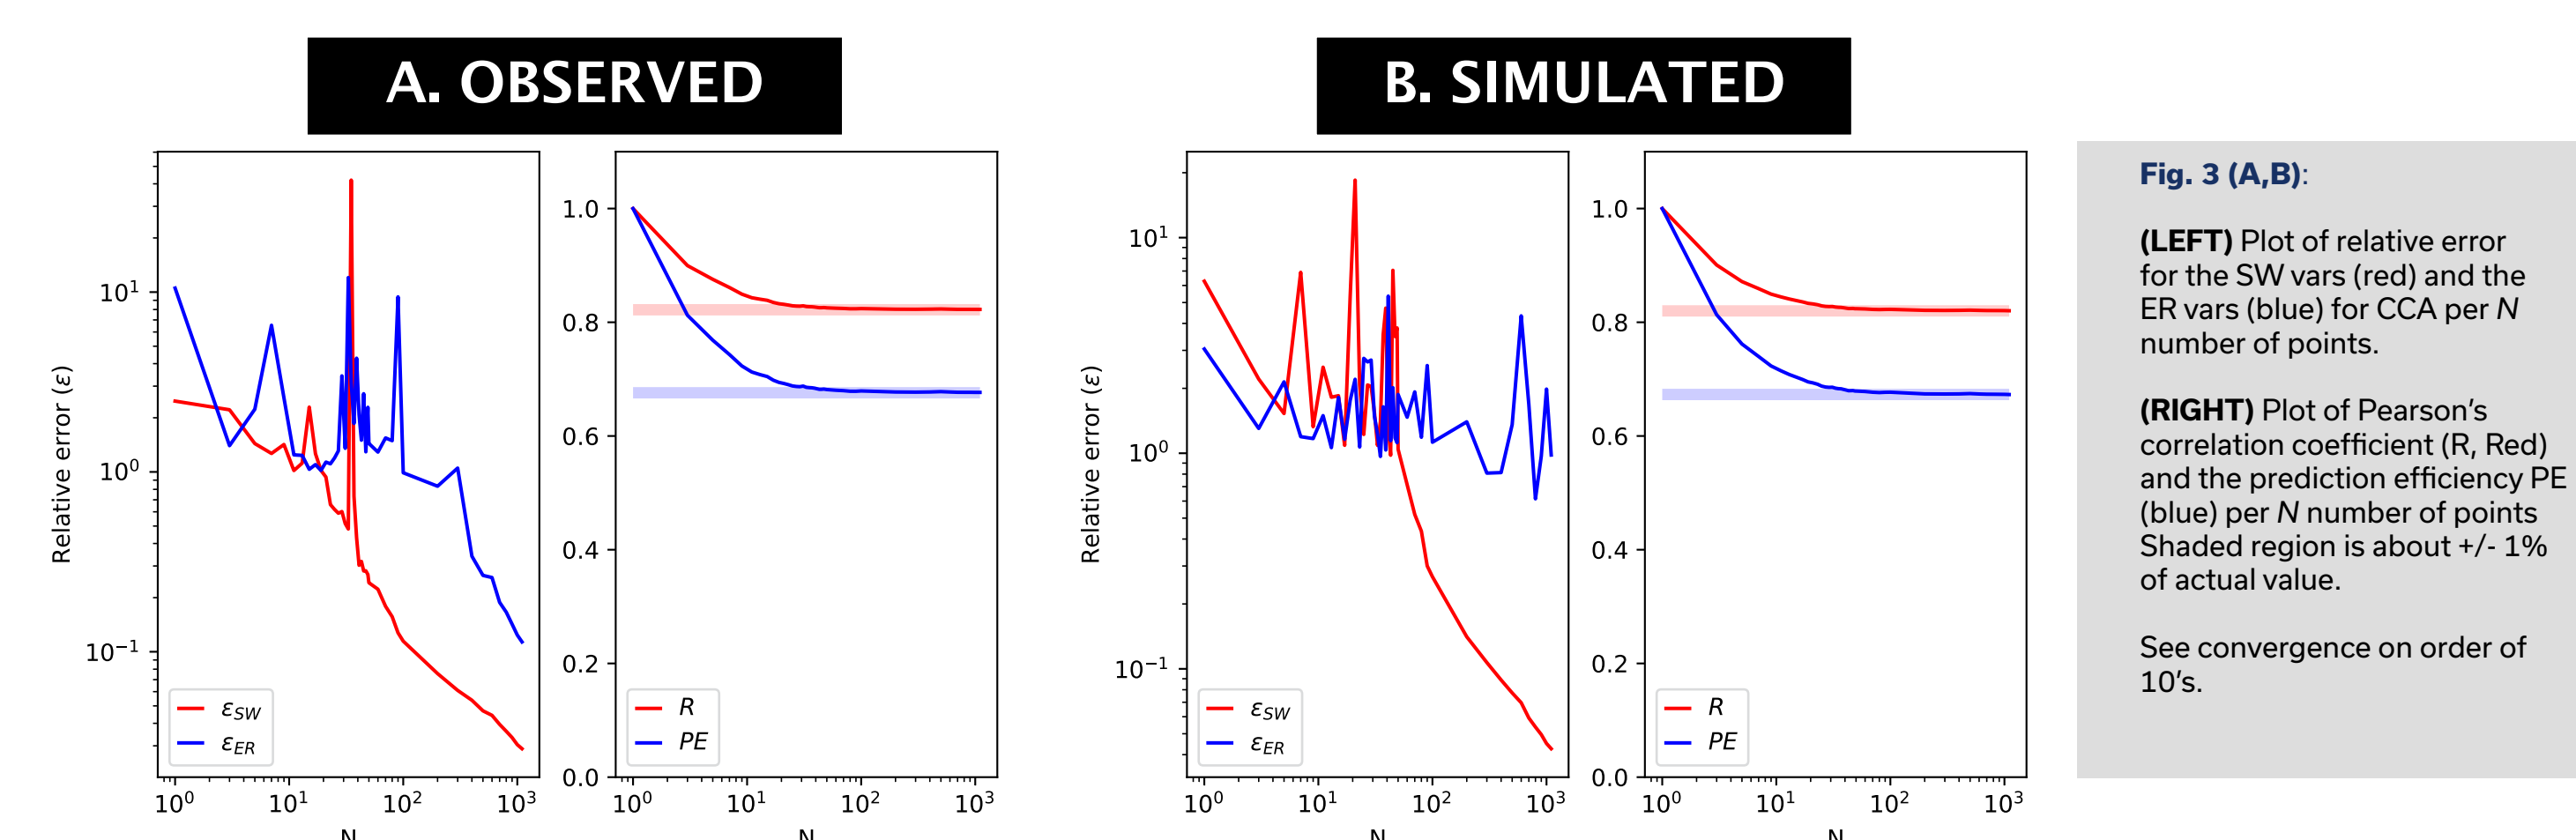 A. OBSERVED
B. SIMULATED
Relative error (ε)
10¹
10⁰
10⁻¹
ε_SW
ε_ER
10⁰ 10¹ 10² 10³
N
1.0
0.8
0.6
0.4
0.2
0.0
R
PE
10⁰ 10¹ 10² 10³
N
Relative error (ε)
10¹
10⁰
10⁻¹
ε_SW
ε_ER
10⁰ 10¹ 10² 10³
N
1.0
0.8
0.6
0.4
0.2
0.0
R
PE
10⁰ 10¹ 10² 10³
N
Fig. 3 (A,B):
(LEFT) Plot of relative error
for the SW vars (red) and the
ER vars (blue) for CCA per N
number of points.
(RIGHT) Plot of Pearson’s
correlation coefficient (R, Red)
and the prediction efficiency PE
(blue) per N number of points
Shaded region is about +/- 1%
of actual value.
See convergence on order of
10’s.